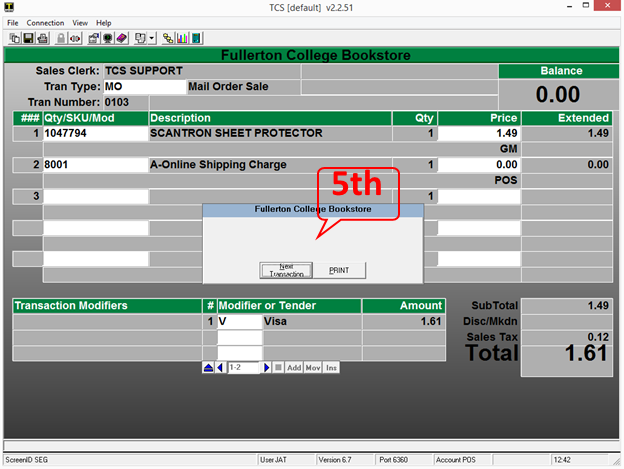 TCS [default] v2.2.51
File Connection View Help
Fullerton College Bookstore
Sales Clerk: TCS SUPPORT
Balance
Tran Type: MO Mail Order Sale
0.00
Tran Number: 0103
### Qty/SKU/Mod Description Qty Price Extended
1 1047794 SCANTRON SHEET PROTECTOR 1 1.49 1.49
GM
2 8001 A-Online Shipping Charge 1 0.00 0.00
POS
5th
3 1
Fullerton College Bookstore
Next Transaction PRINT
Transaction Modifiers # Modifier or Tender Amount
SubTotal 1.49
1 V Visa 1.61
Disc/Mkdn
Sales Tax 0.12
Total 1.61
1-2 Add Mov Ins
ScreenID SEG User JAT Version 6.7 Port 6360 Account POS 12:42